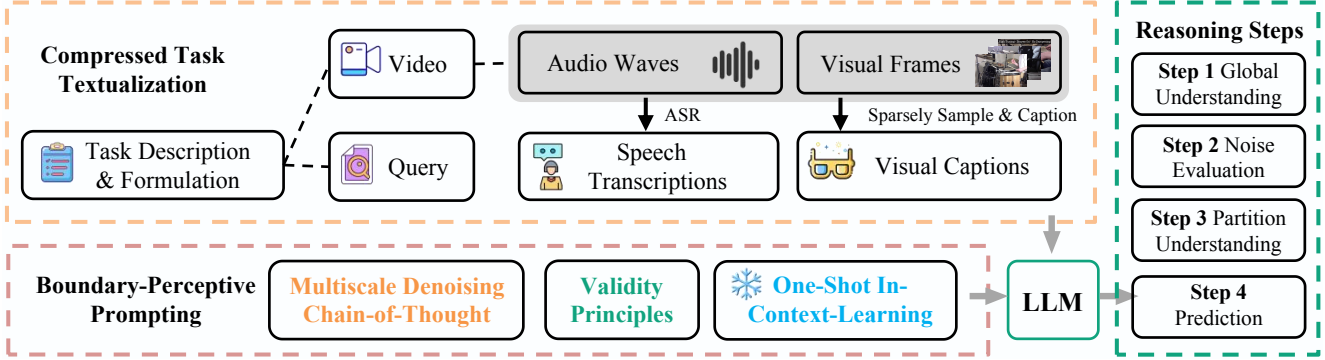 Compressed Task
Textualization
Task Description
& Formulation
Video
Query
Audio Waves
Visual Frames
ASR
Sparsely Sample & Caption
Speech
Transcriptions
Visual Captions
Boundary-Perceptive
Prompting
Multiscale Denoising
Chain-of-Thought
Validity
Principles
One-Shot In-
Context-Learning
LLM
Reasoning Steps
Step 1 Global
Understanding
Step 2 Noise
Evaluation
Step 3 Partition
Understanding
Step 4
Prediction